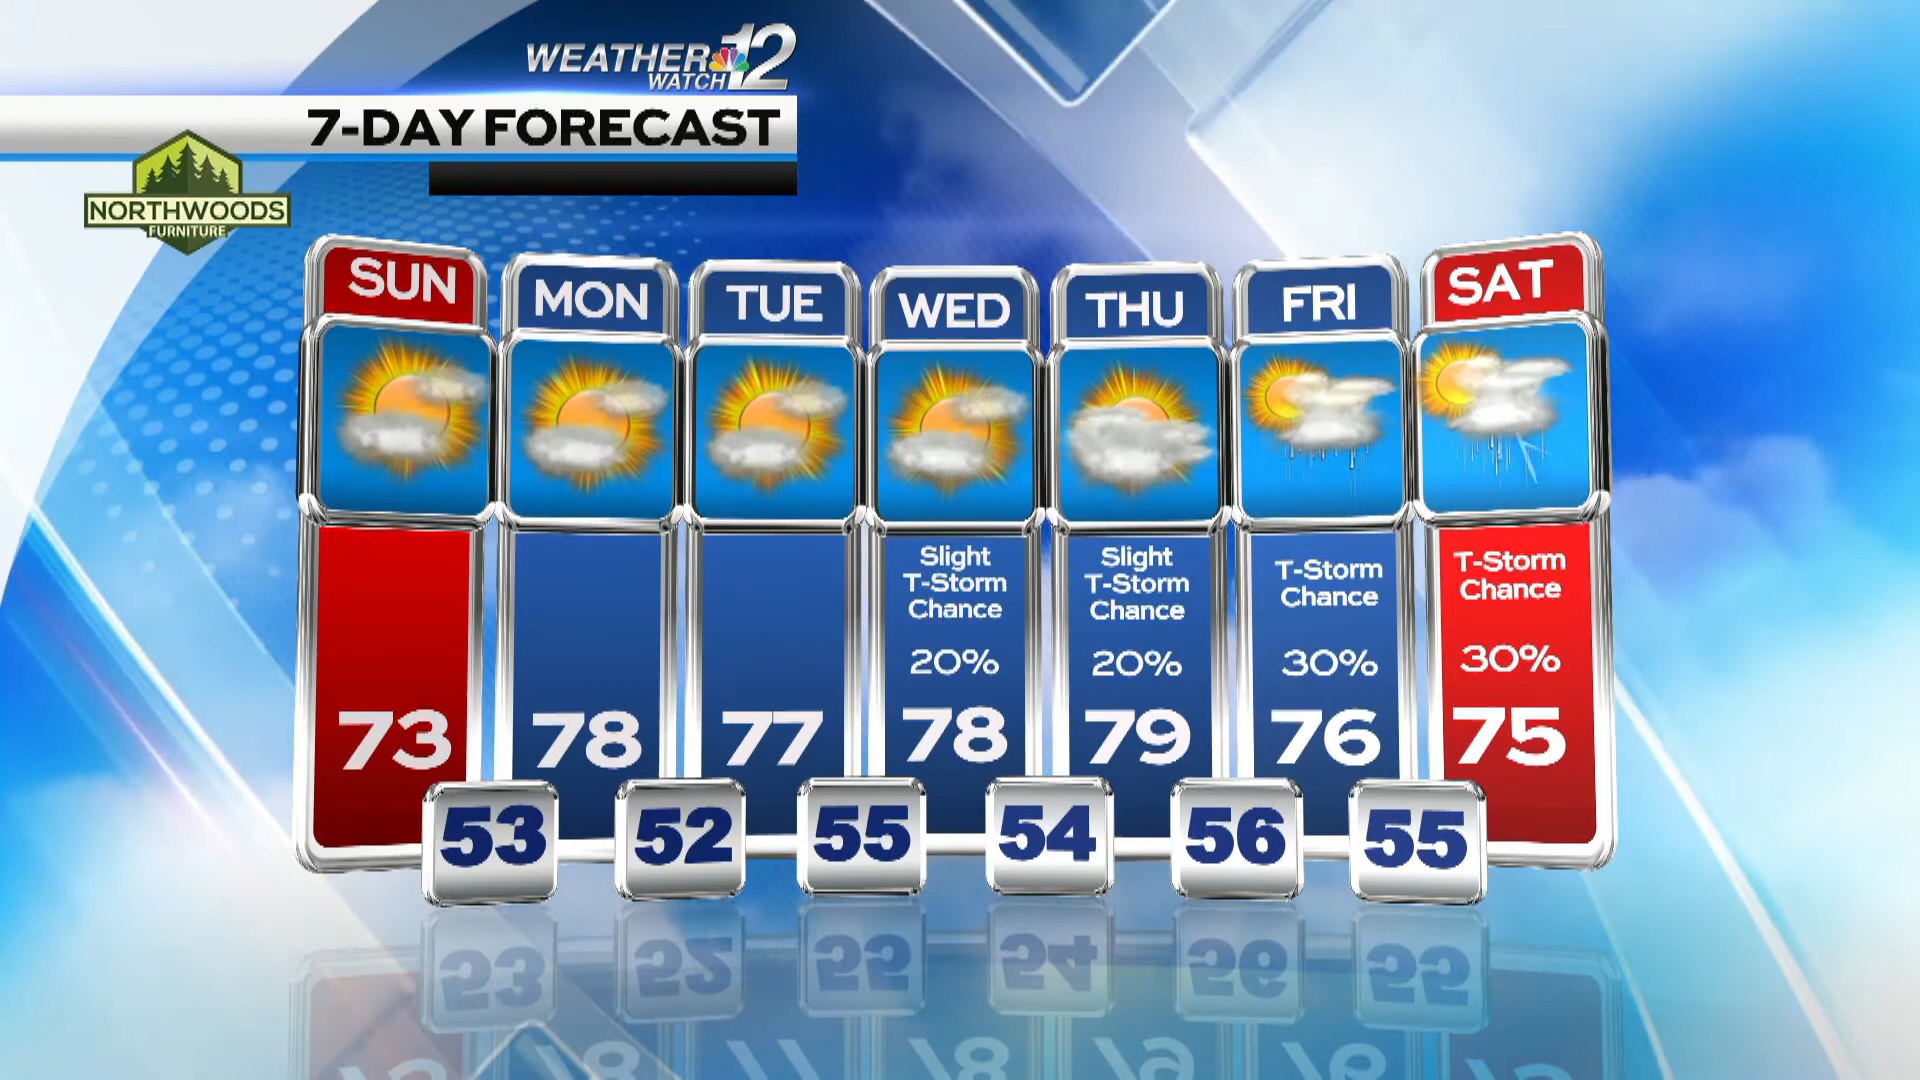 WEATHER 12
WATCH
7-DAY FORECAST
NORTHWOODS
FURNITURE
SUN
MON
TUE
WED
THU
FRI
SAT
Slight
T-Storm
Chance
20%
Slight
T-Storm
Chance
20%
T-Storm
Chance
30%
T-Storm
Chance
30%
73
78
77
78
79
76
75
53
52
55
54
56
55